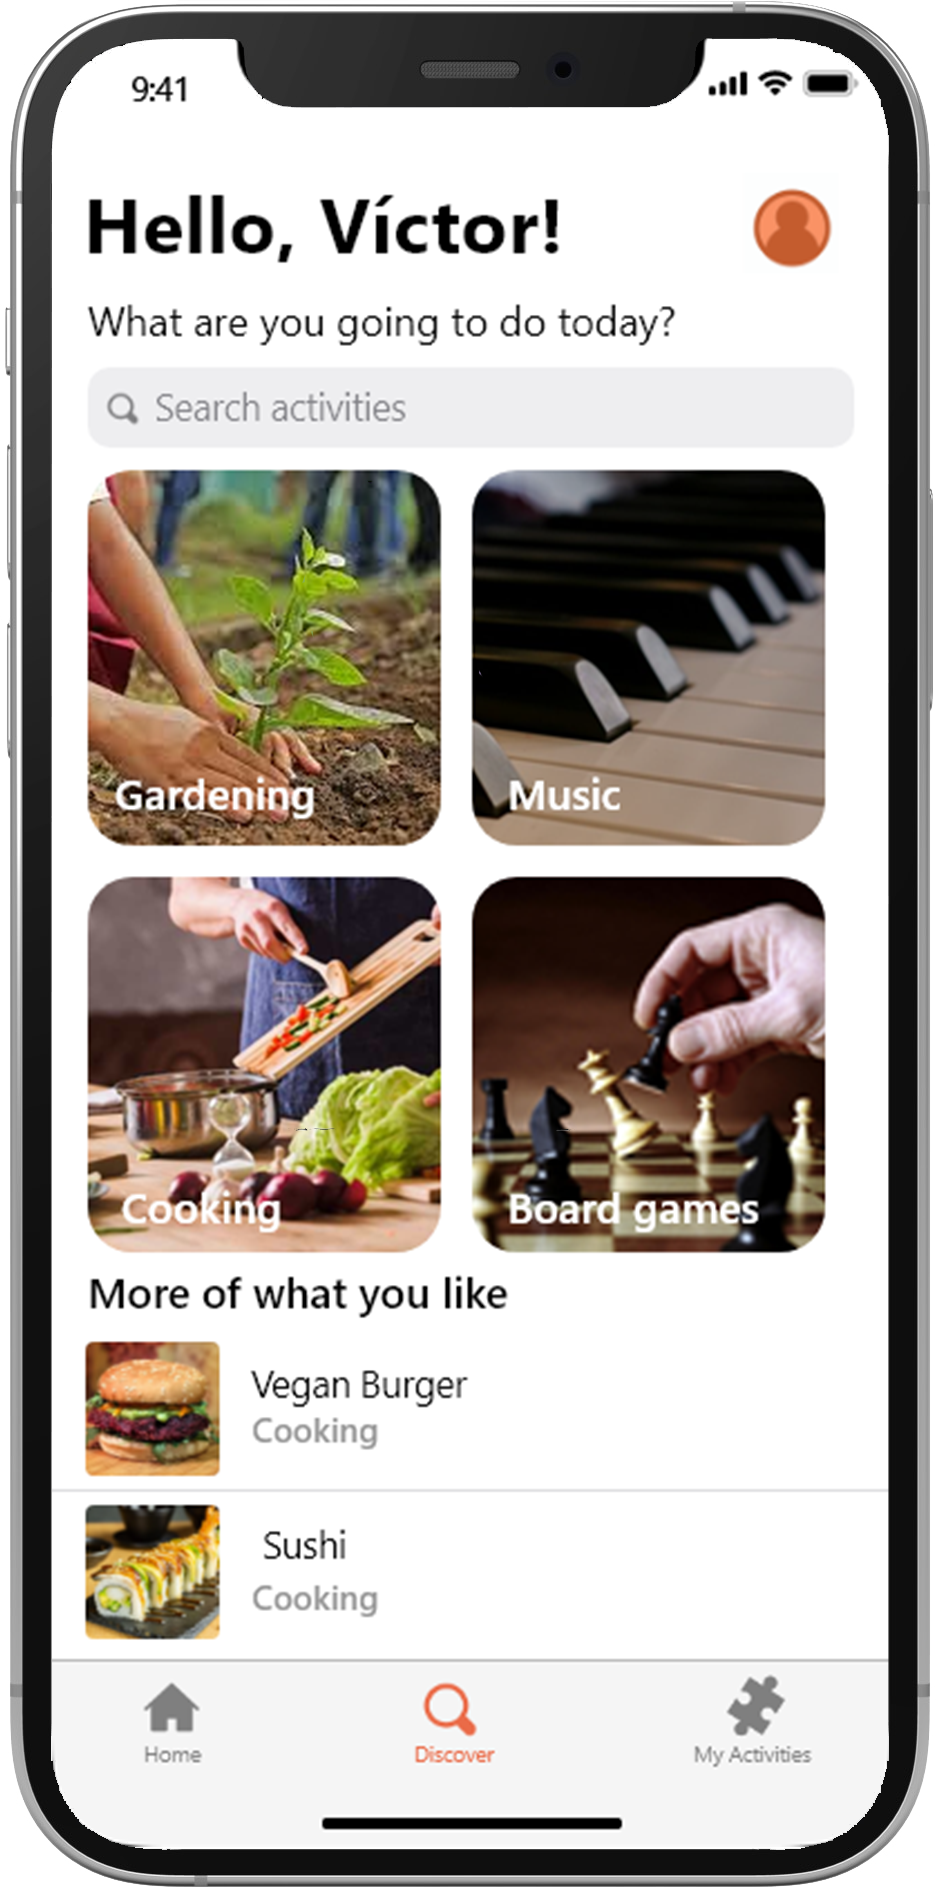 9:41
Hello, Víctor!
What are you going to do today?
Search activities
Gardening
Music
Cooking
Board games
More of what you like
Vegan Burger
Cooking
Sushi
Cooking
Home
Discover
My Activities